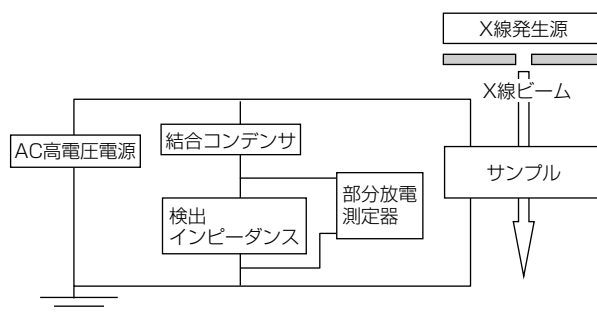 X線発生源
X線ビーム
AC高電圧電源
結合コンデンサ
サンプル
部分放電
測定器
検出
インピーダンス